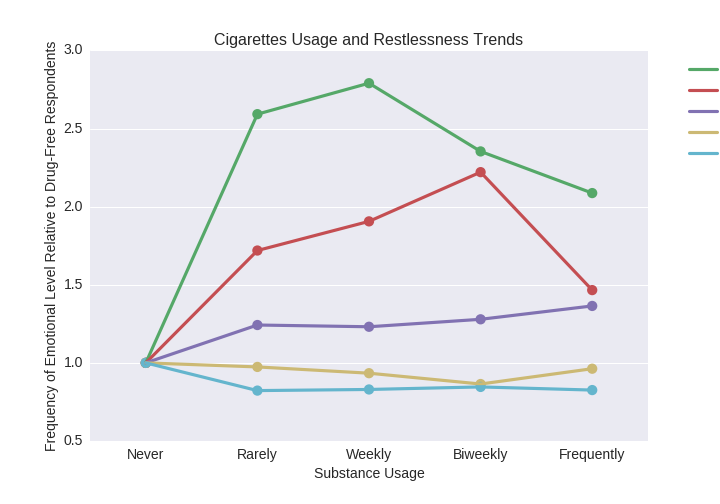 Cigarettes Usage and Restlessness Trends
Frequency of Emotional Level Relative to Drug-Free Respondents
3.0
2.5
2.0
1.5
1.0
0.5
Never Rarely Weekly Biweekly Frequently
Substance Usage